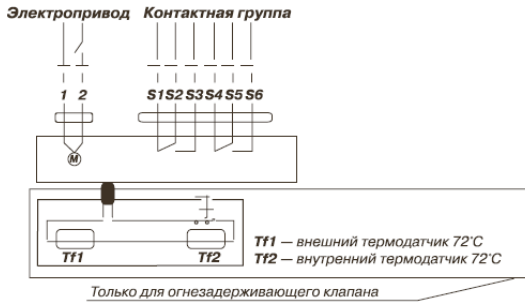 Электропривод Контактная группа
1 2 S1 S2 S3 S4 S5 S6
M
Tf1 Tf2
Tf1 — внешний термодатчик 72°С
Tf2 — внутренний термодатчик 72°С
Только для огнезадерживающего клапана